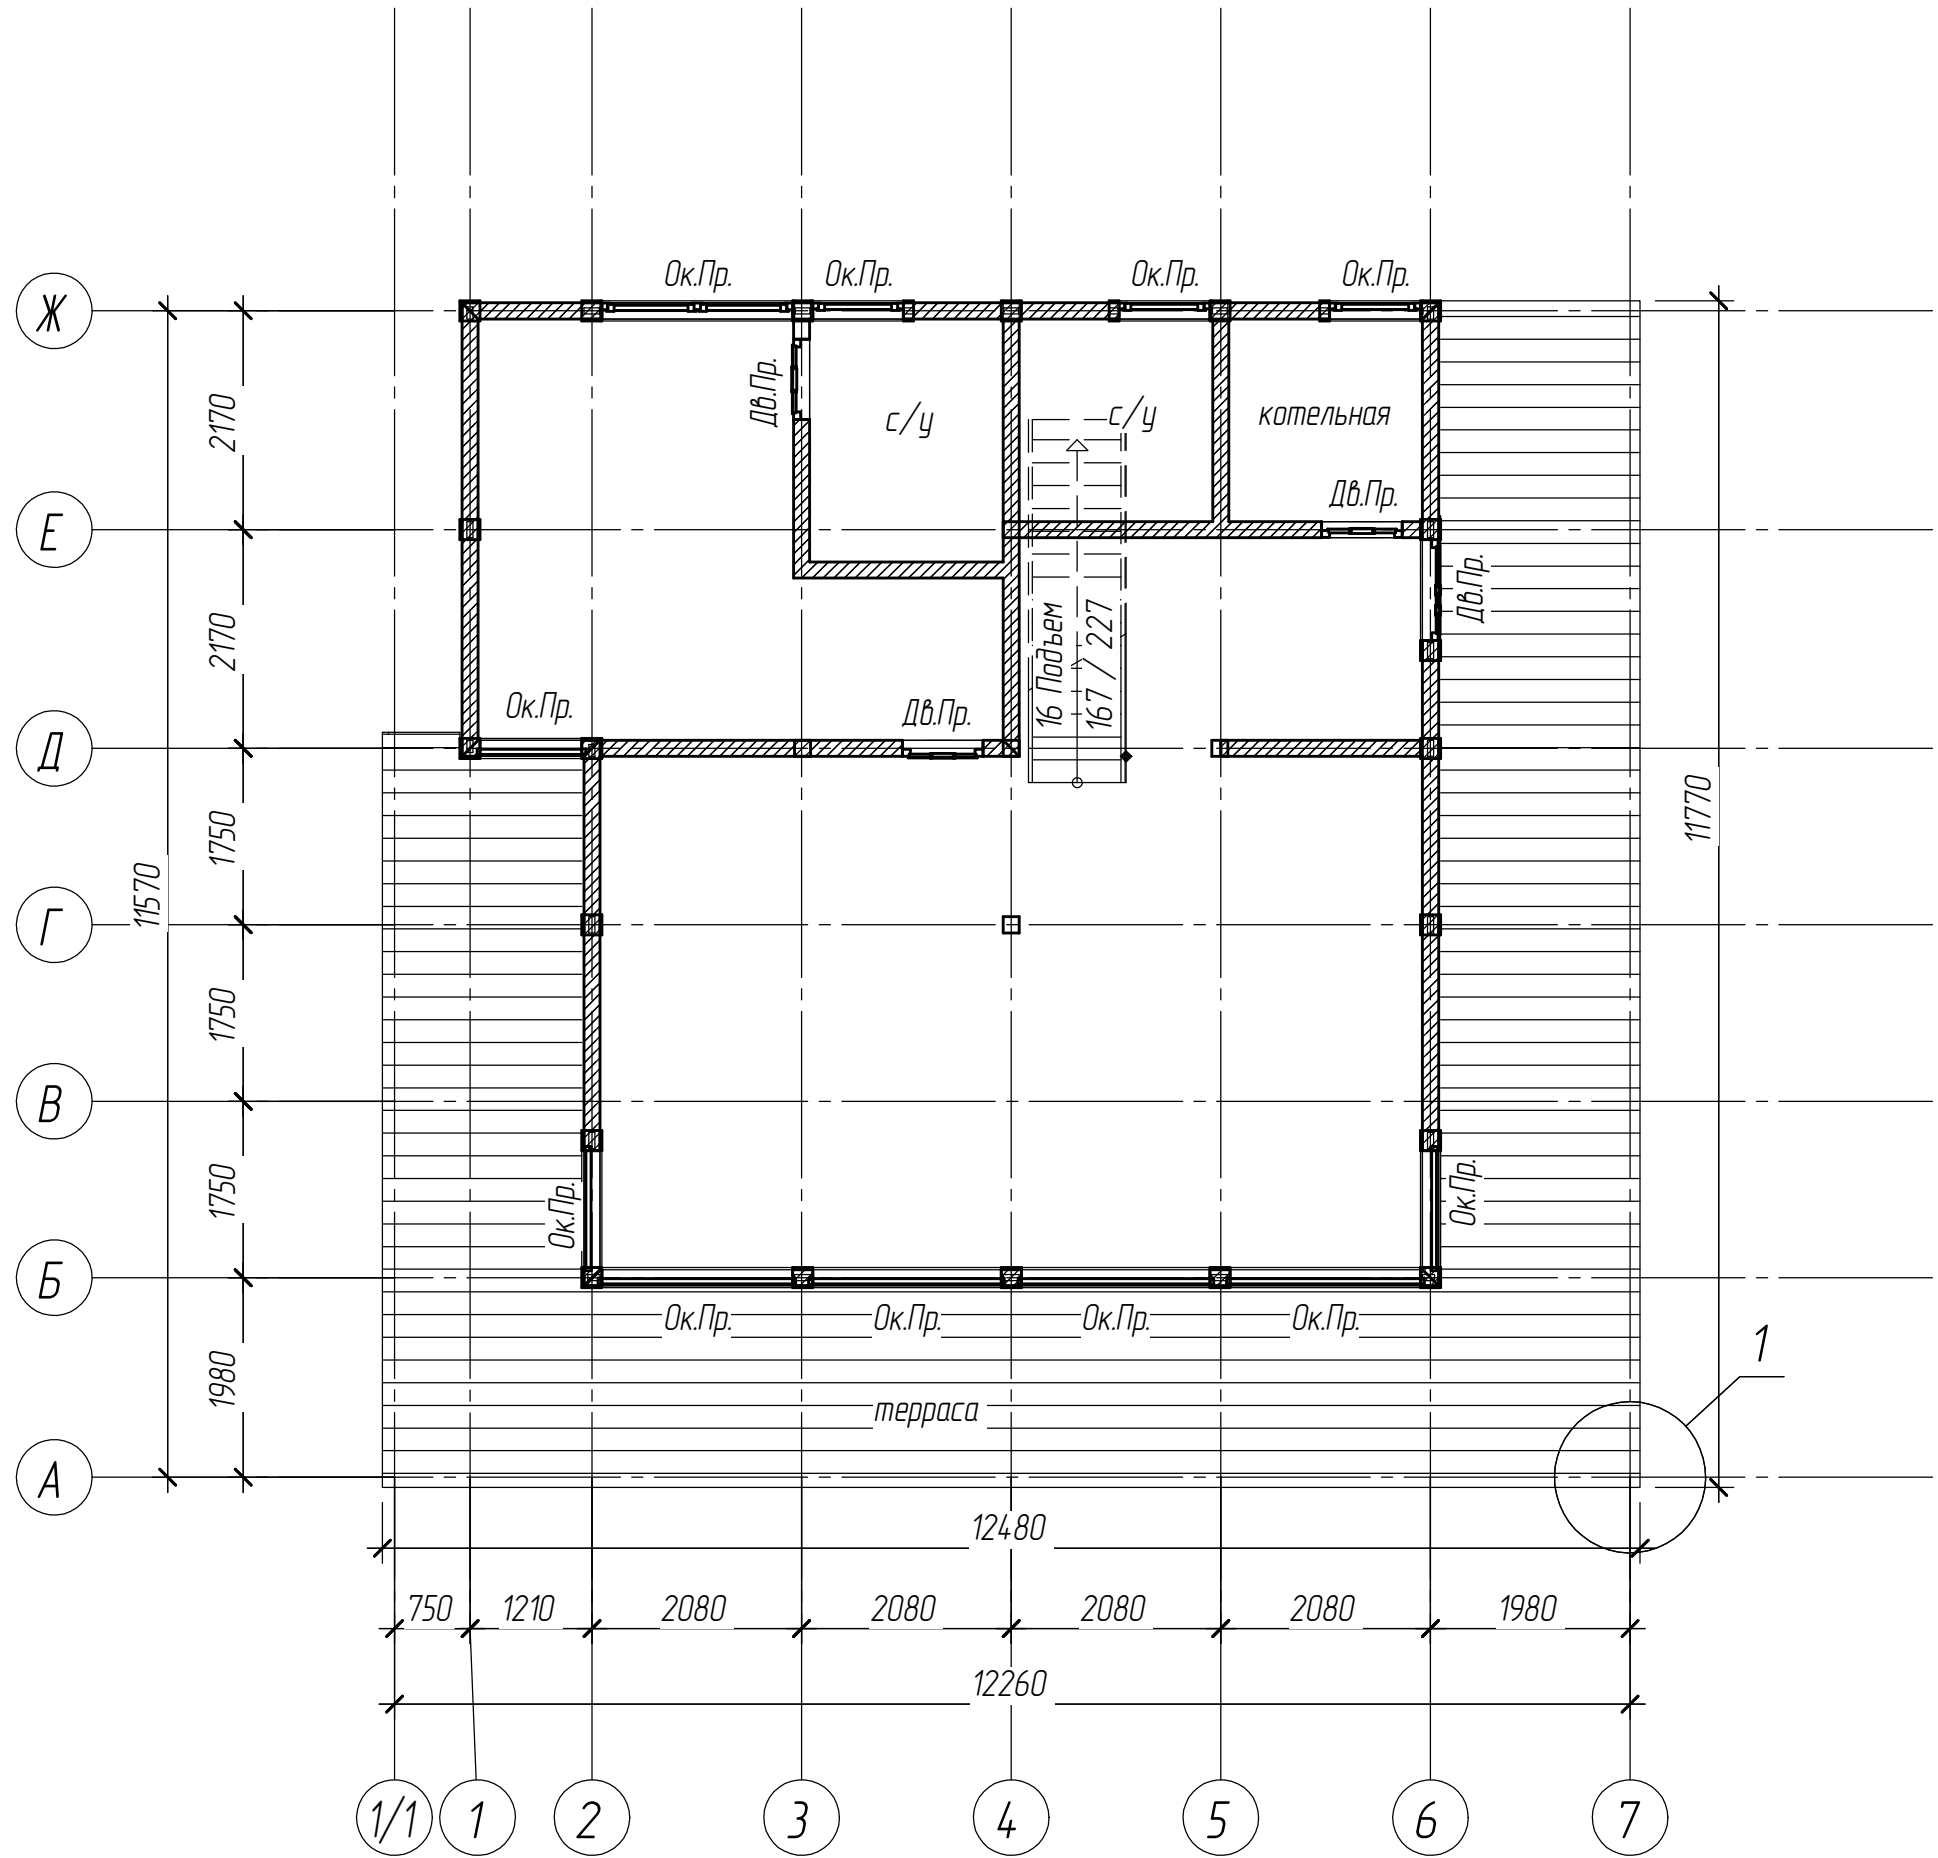 Ок.Пр.
Ок.Пр.
Ок.Пр.
Ок.Пр.
Ж
Дв.Пр.
с/у
с/у
котельная
2170
Дв.Пр.
Е
Дв.Пр.
2170
16 Подъем
167 / 227
Ок.Пр.
Дв.Пр.
Д
1750
11770
11570
Г
1750
В
1750
Ок.Пр.
Ок.Пр.
Б
Ок.Пр.
Ок.Пр.
Ок.Пр.
Ок.Пр.
1
1980
терраса
А
12480
750
1210
2080
2080
2080
2080
1980
12260
1/1
1
2
3
4
5
6
7